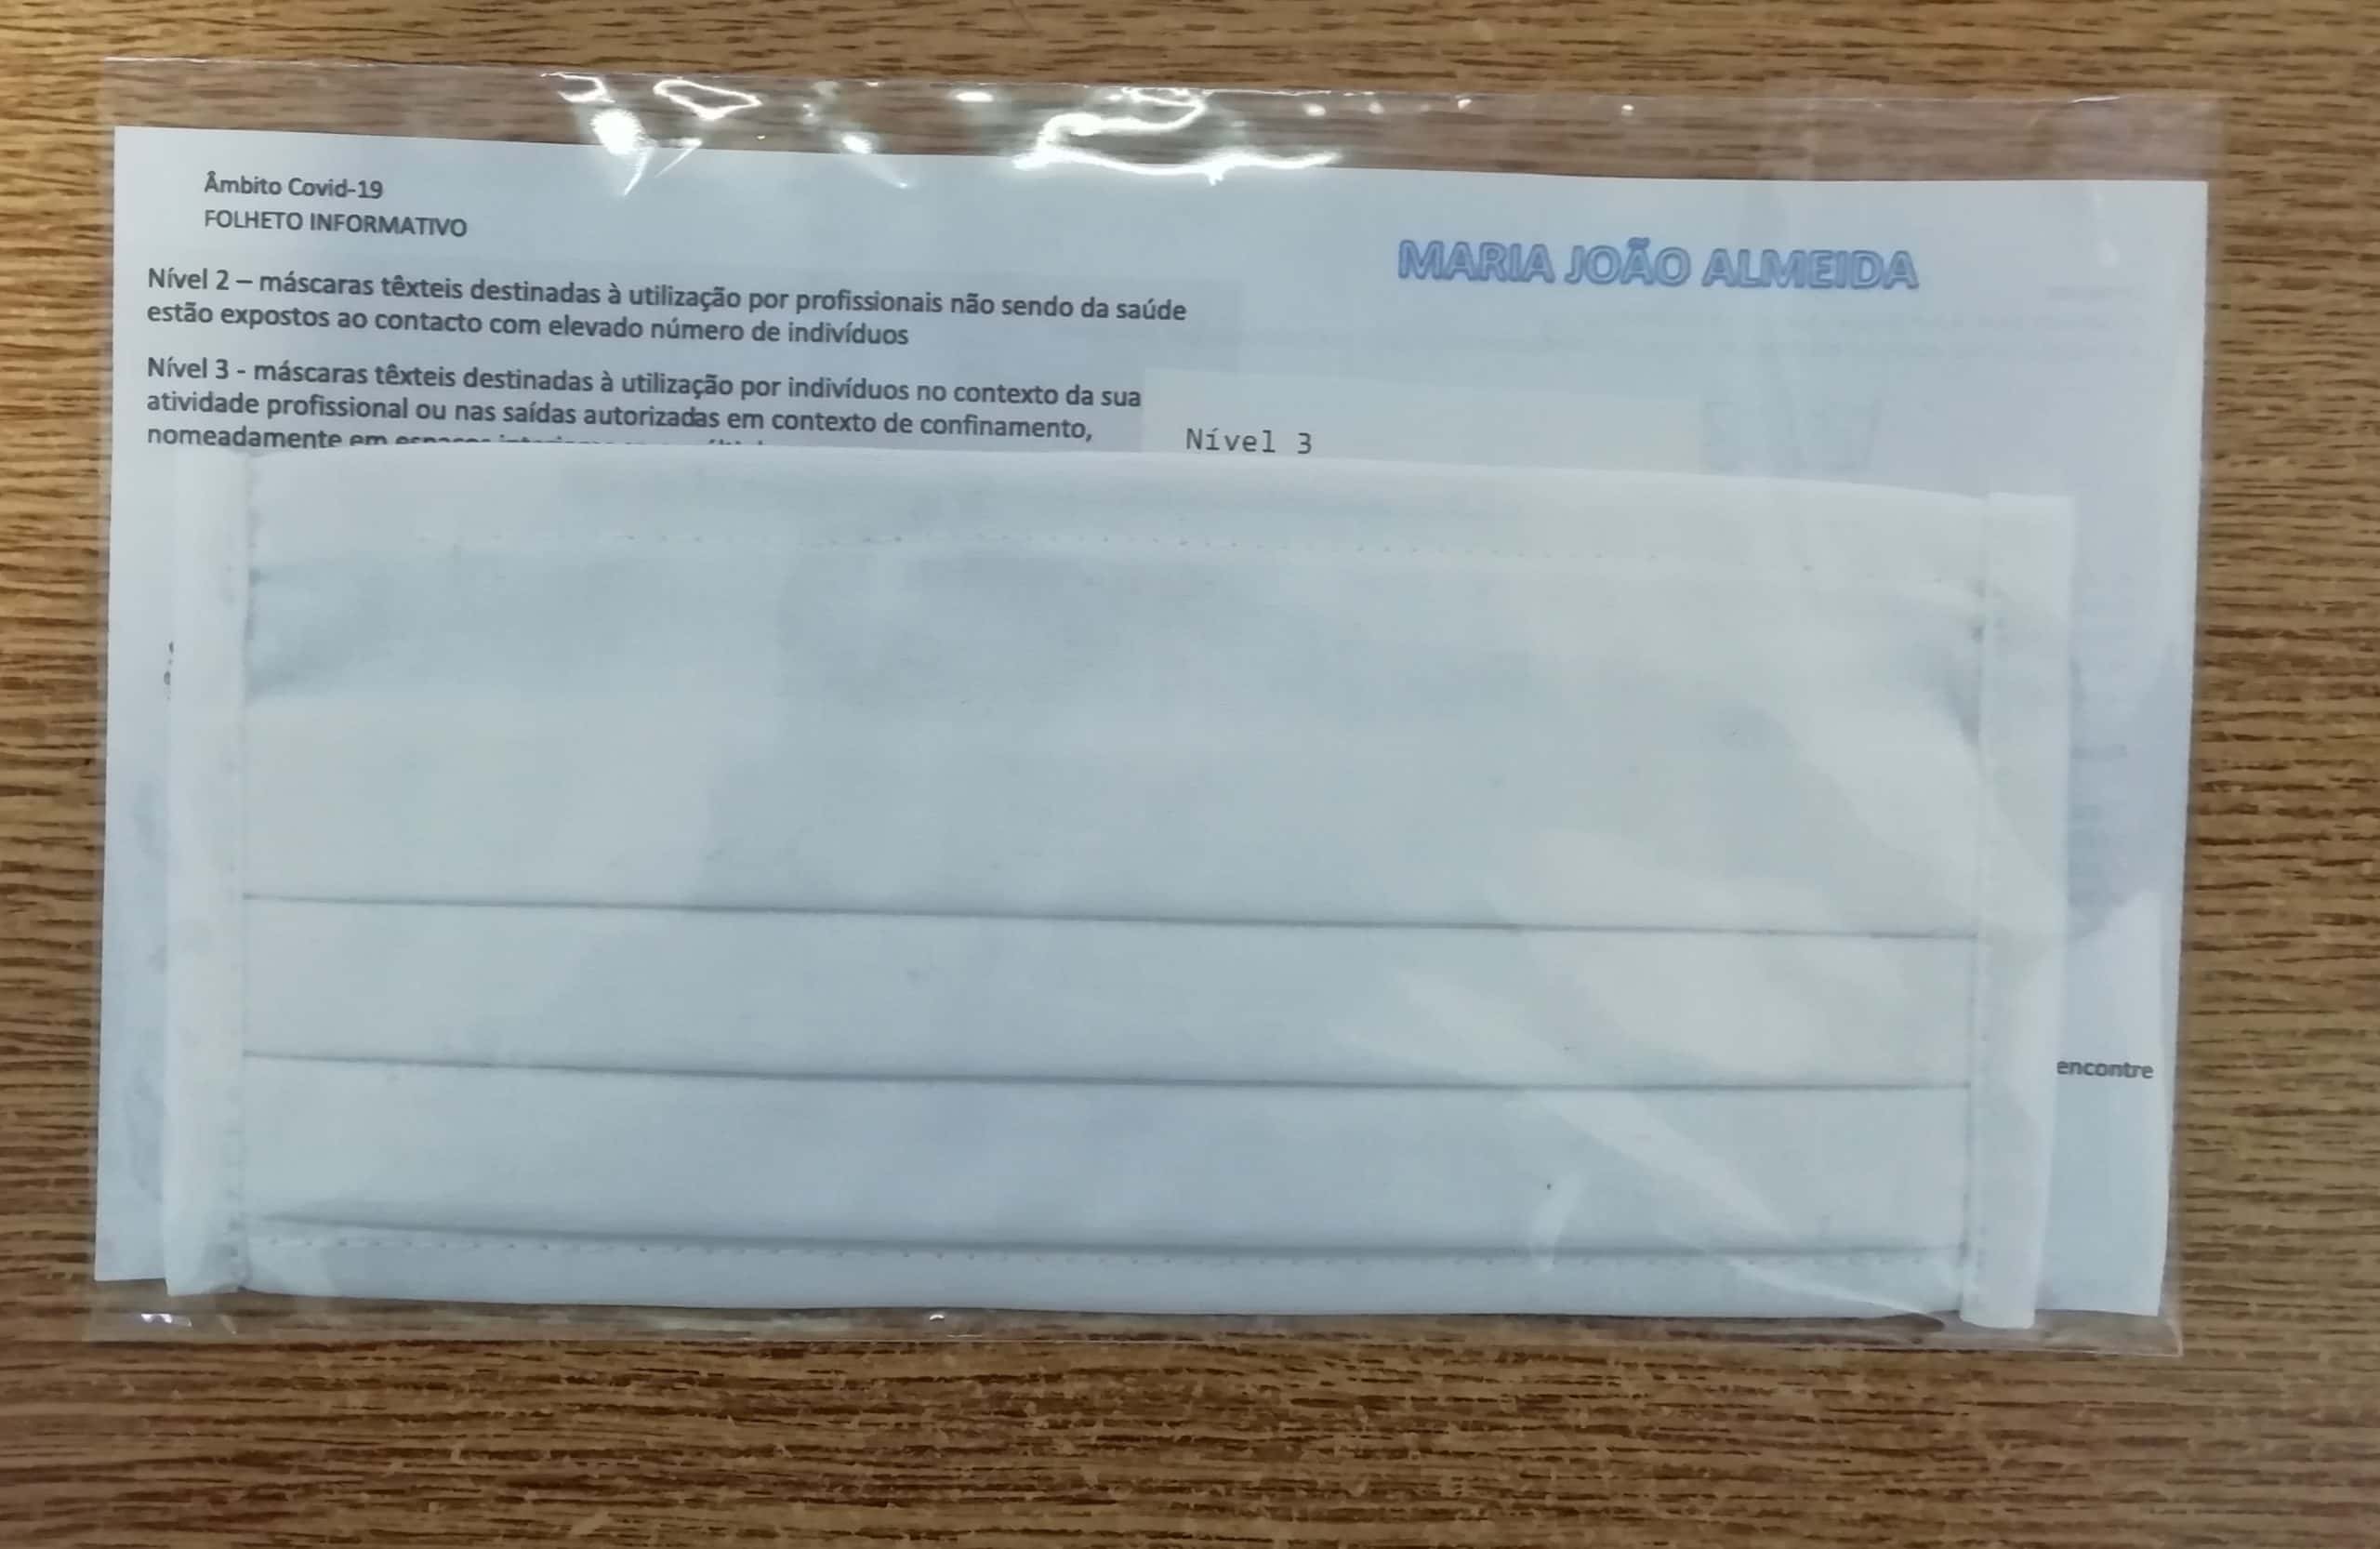 Âmbito Covid-19
FOLHETO INFORMATIVO
MARIA JOÃO ALMEIDA
Nível 2 – máscaras têxteis destinadas à utilização por profissionais não sendo da saúde
estão expostos ao contacto com elevado número de indivíduos
Nível 3 - máscaras têxteis destinadas à utilização por indivíduos no contexto da sua
atividade profissional ou nas saídas autorizadas em contexto de confinamento,
nomeadamente em
Nível 3
encontre